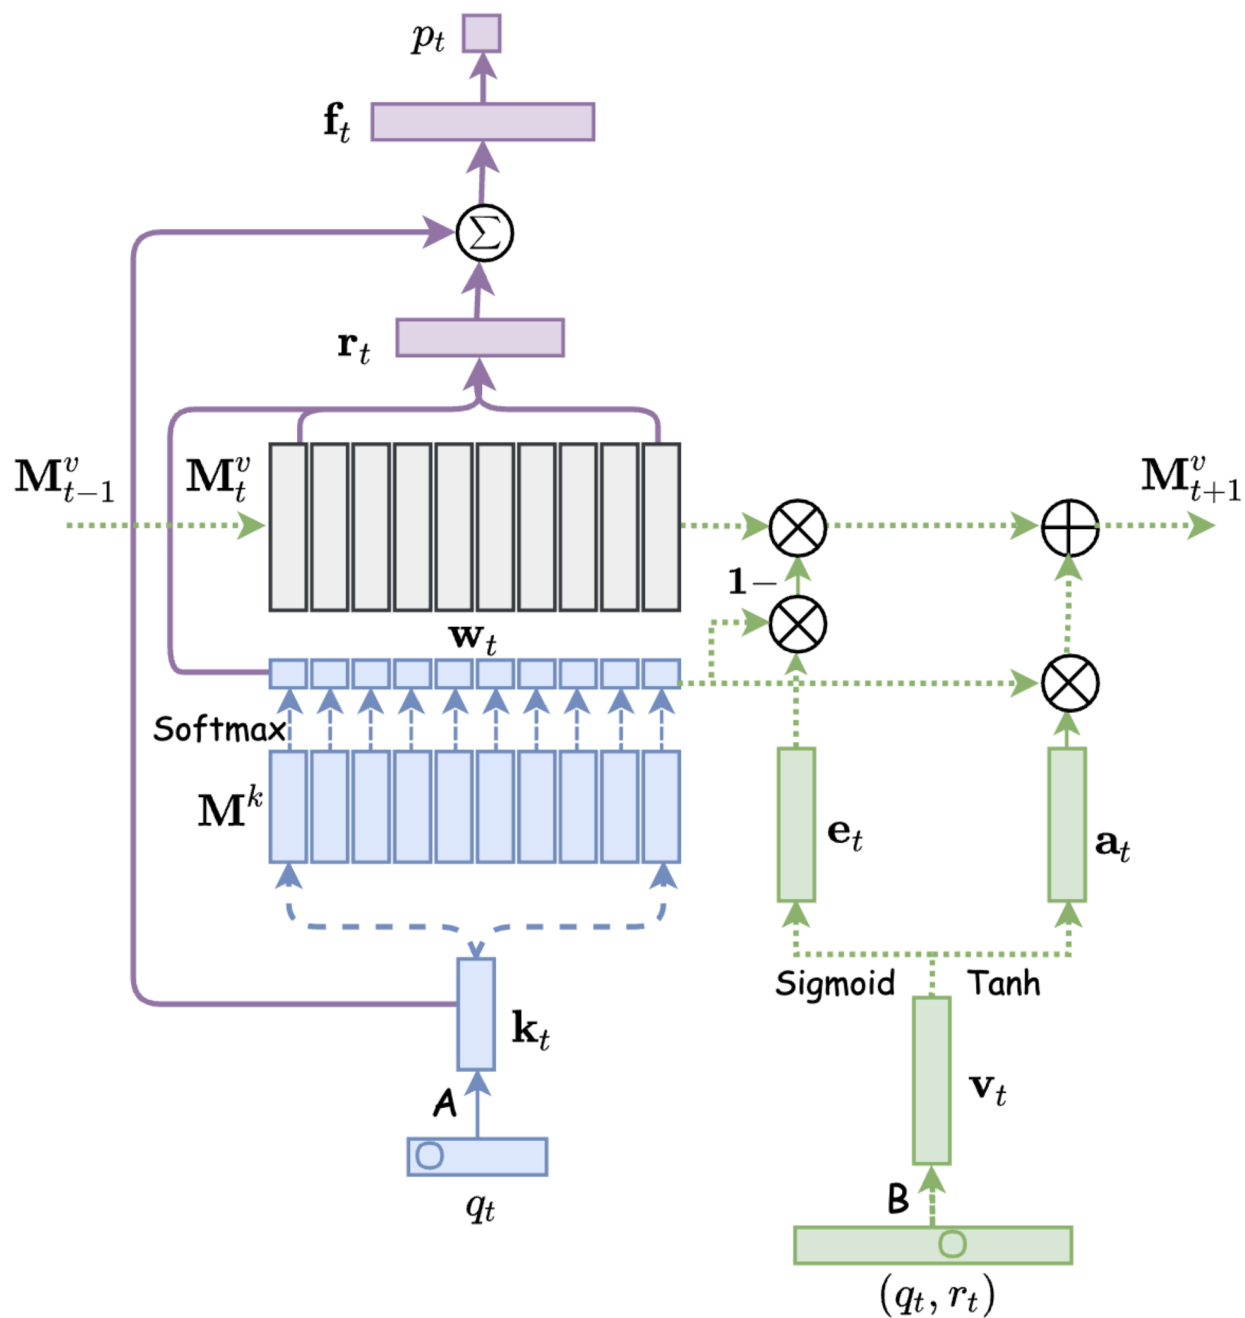 p_t
f_t
∑
r_t
M^v_{t−1}
M^v_t
M^v_{t+1}
1−
w_t
Softmax
M^k
e_t
a_t
Sigmoid
Tanh
k_t
v_t
A
B
q_t
(q_t, r_t)